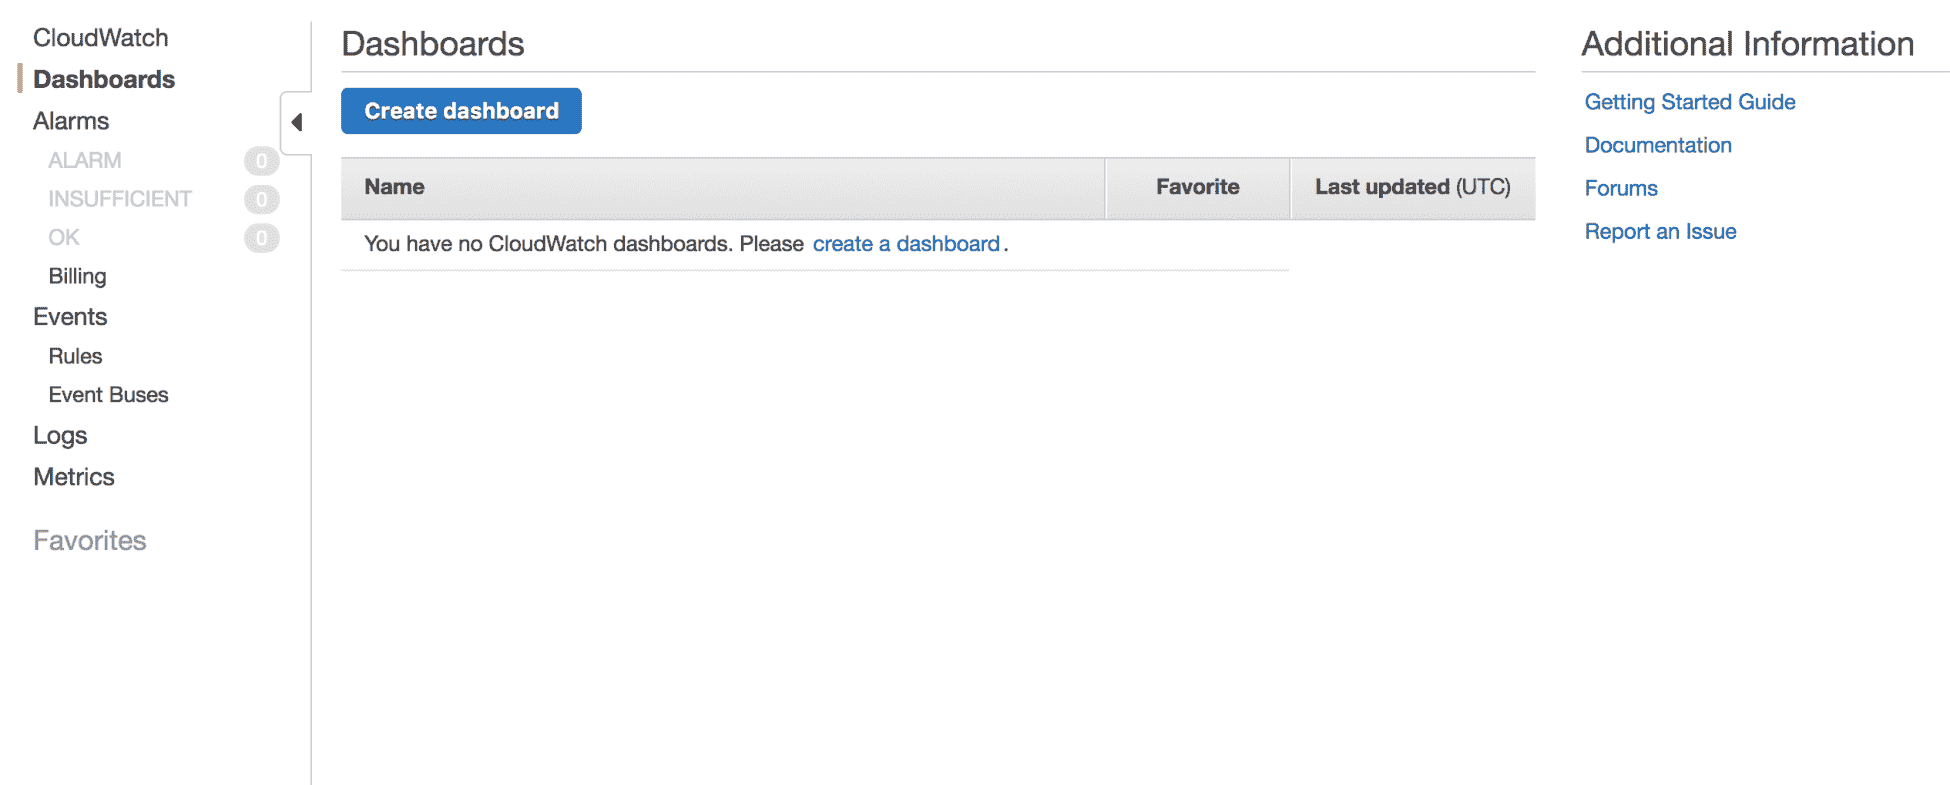 CloudWatch
Dashboards
Alarms
ALARM 0
INSUFFICIENT 0
OK 0
Billing
Events
Rules
Event Buses
Logs
Metrics
Favorites
Dashboards
Create dashboard
Name Favorite Last updated (UTC)
You have no CloudWatch dashboards. Please create a dashboard.
Additional Information
Getting Started Guide
Documentation
Forums
Report an Issue